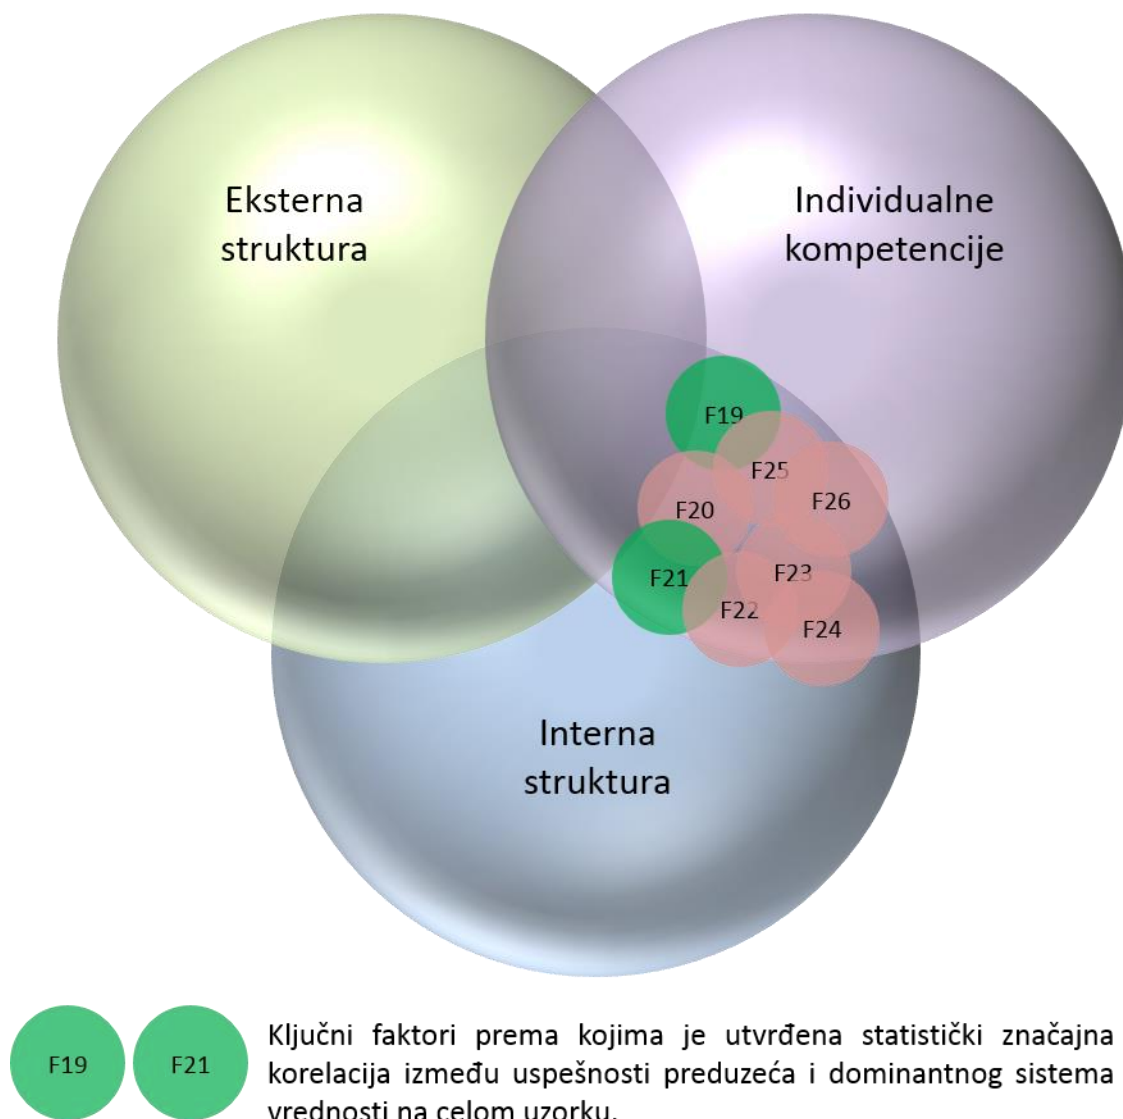 Eksterna
struktura
Individualne
kompetencije
F19
F25
F26
F20
F21
F23
F22
F24
Interna
struktura
F19
F21
Ključni faktori prema kojima je utvrđena statistički značajna
korelacija između uspešnosti preduzeća i dominantnog sistema
vrednosti na celom uzorku.